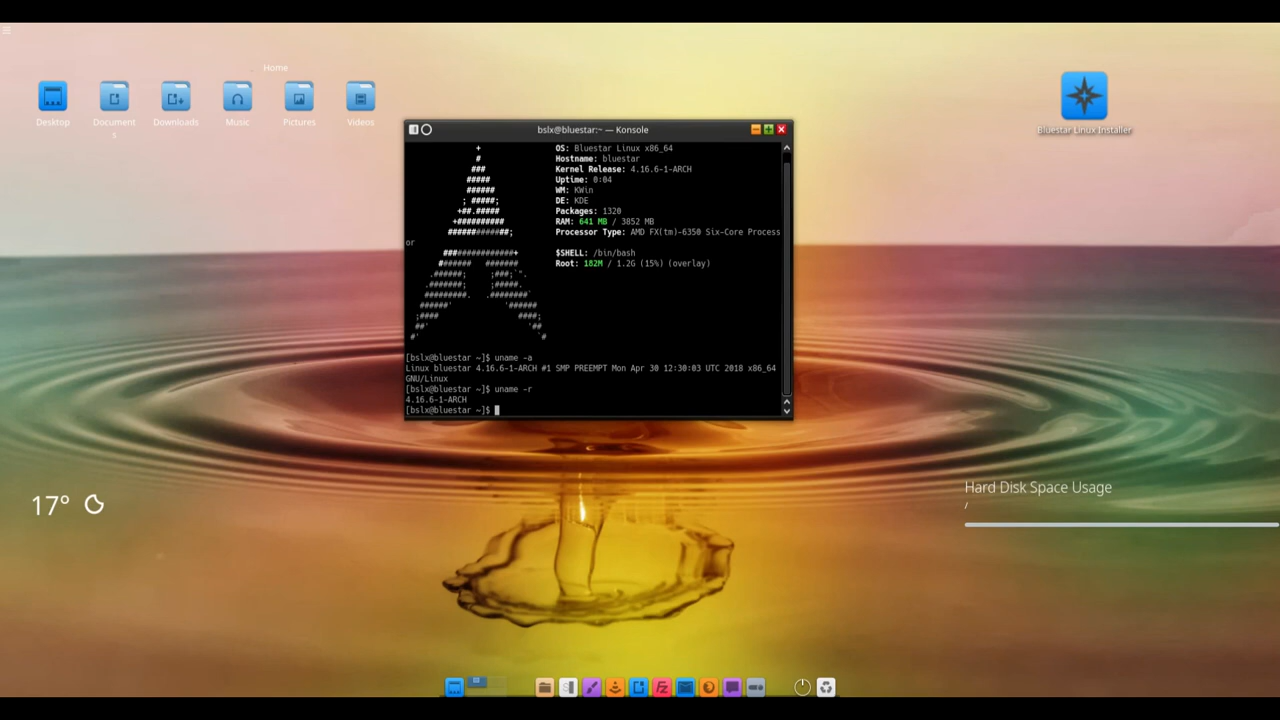 Home
Desktop
Document
s
Downloads
Music
Pictures
Videos
Bluestar Linux Installer
bslx@bluestar:~ — Konsole
OS: Bluestar Linux x86_64
Hostname: bluestar
Kernel Release: 4.16.6-1-ARCH
Uptime: 0:04
WM: KWin
DE: KDE
Packages: 1320
RAM: 641 MB / 3852 MB
Processor Type: AMD FX(tm)-6350 Six-Core Process
or
$SHELL: /bin/bash
Root: 182M / 1.2G (15%) (overlay)
[bslx@bluestar ~]$ uname -a
Linux bluestar 4.16.6-1-ARCH #1 SMP PREEMPT Mon Apr 30 12:30:03 UTC 2018 x86_64
GNU/Linux
[bslx@bluestar ~]$ uname -r
4.16.6-1-ARCH
[bslx@bluestar ~]$
17°
Hard Disk Space Usage
/